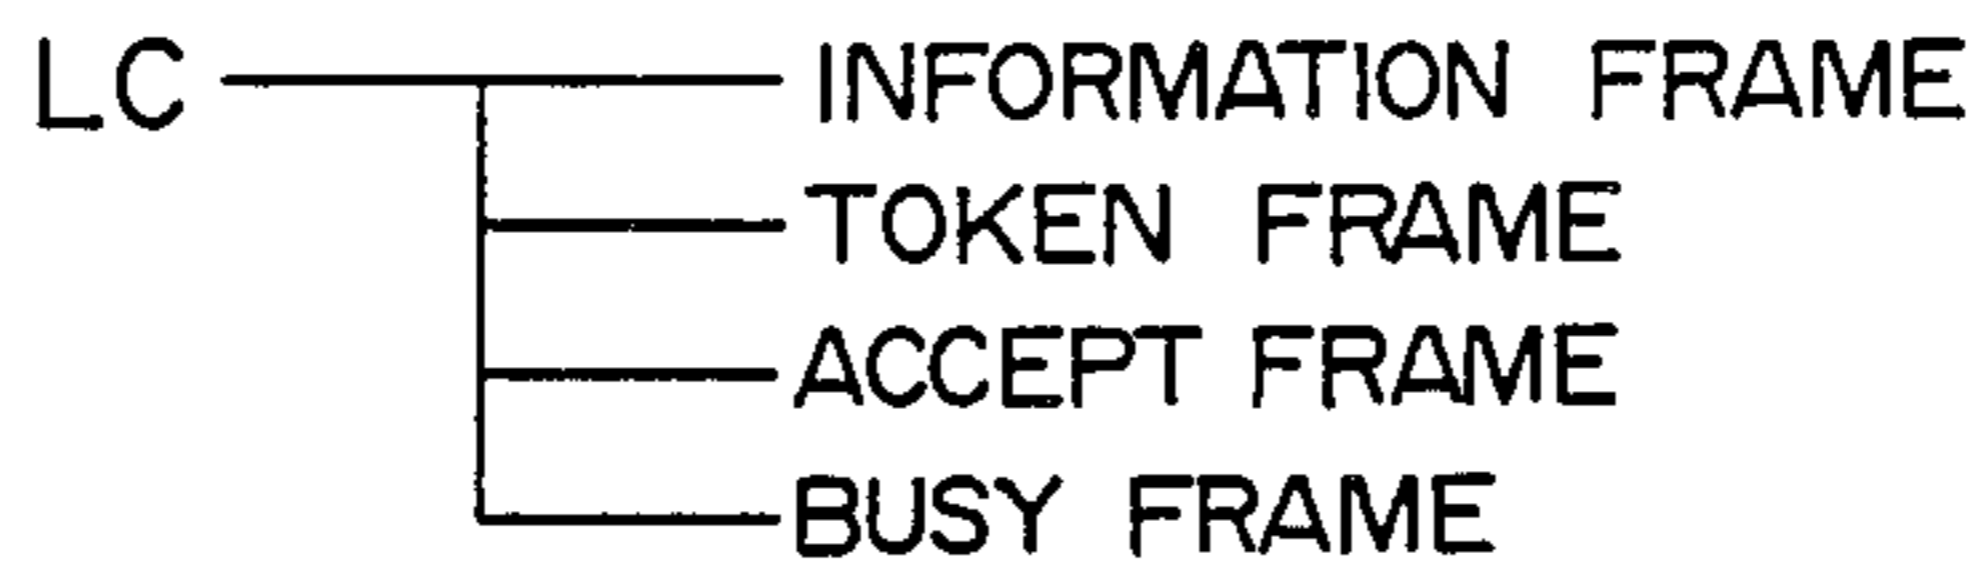 LC INFORMATION FRAME
TOKEN FRAME
ACCEPT FRAME
BUSY FRAME